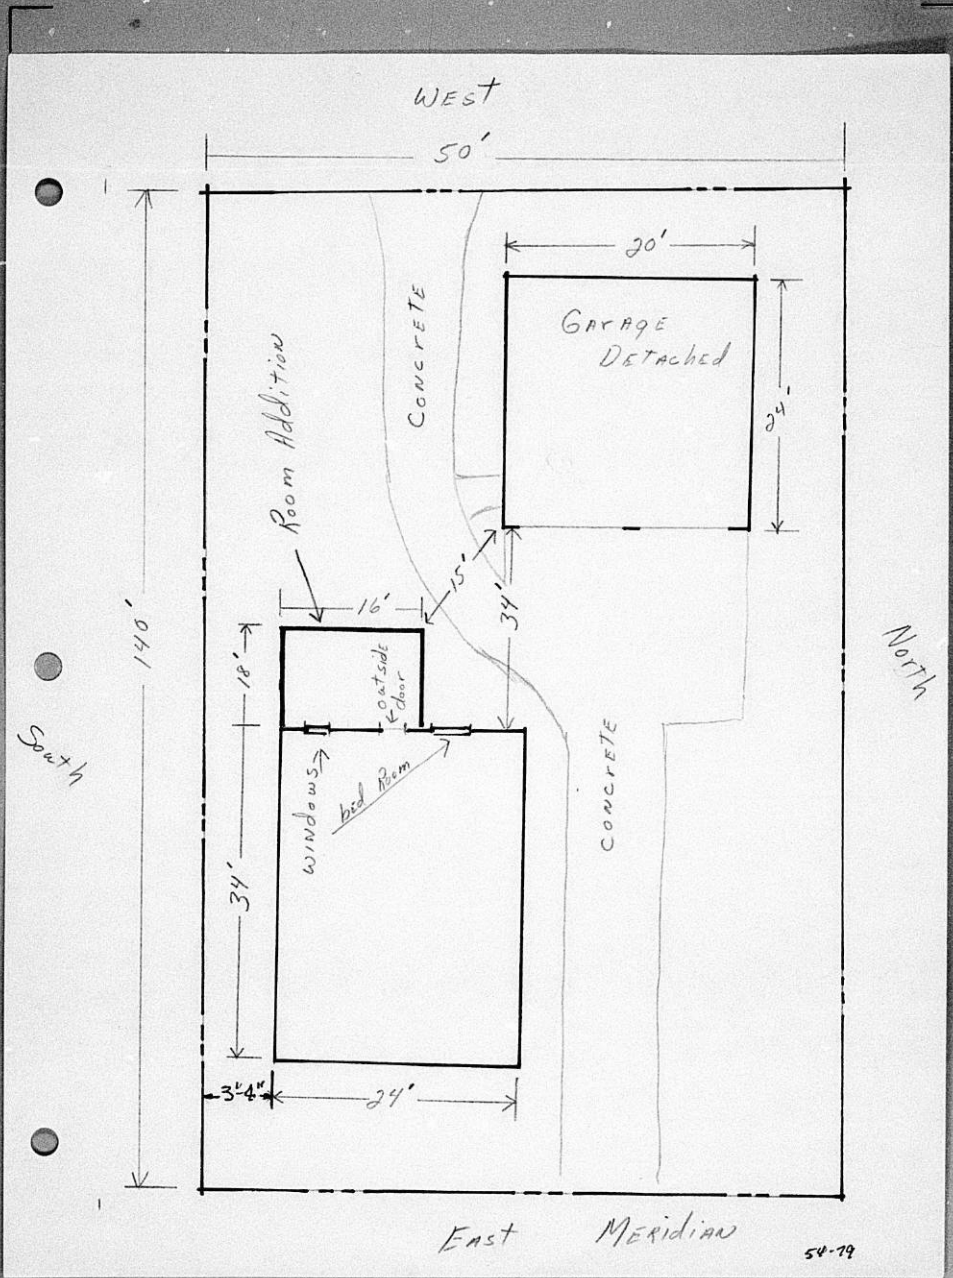 WEST
50'
20'
GArAgE
DETAchEd
24'
CONCRETE
Room Addition
15'
34'
16'
18'
outside
door
140'
North
South
WINdOWS
bed Room
CONCRETE
34'
3'-4"
24'
EAST MERIDIAN
54-79